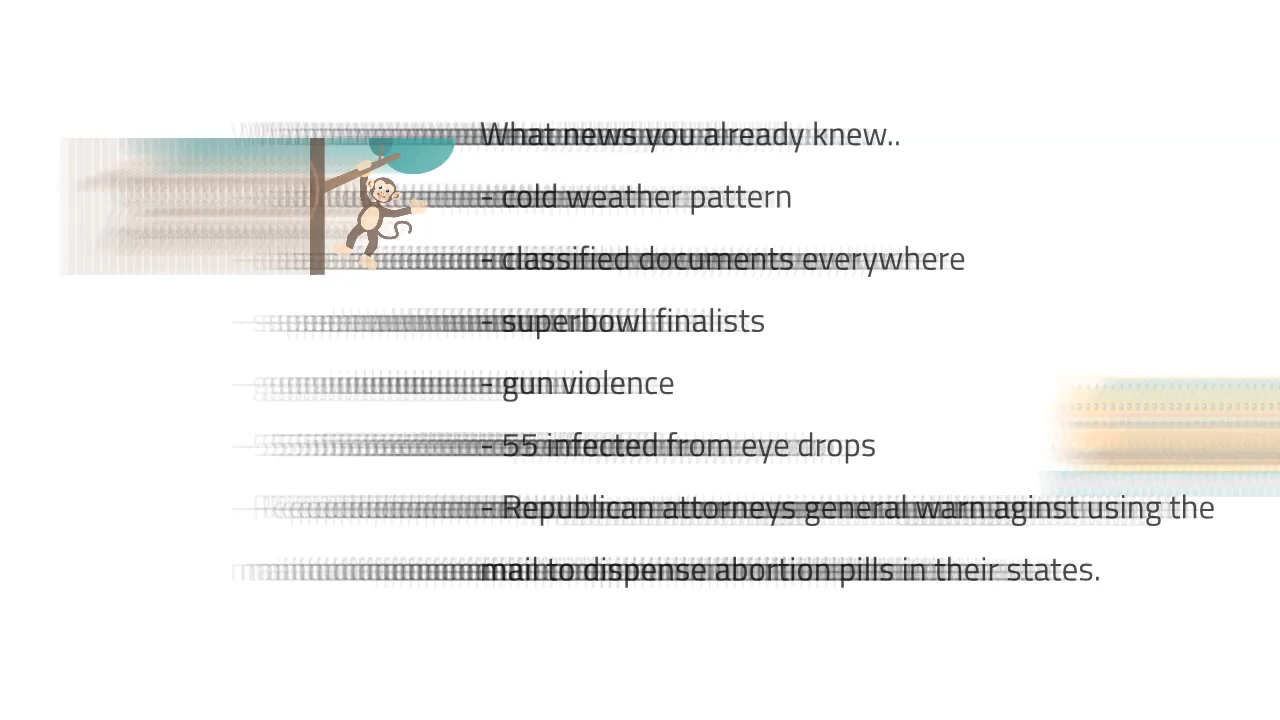 What news you already knew..
- cold weather pattern
- classified documents everywhere
- superbowl finalists
- gun violence
- 55 infected from eye drops
- Republican attorneys general warn aginst using the
mail to dispense abortion pills in their states.